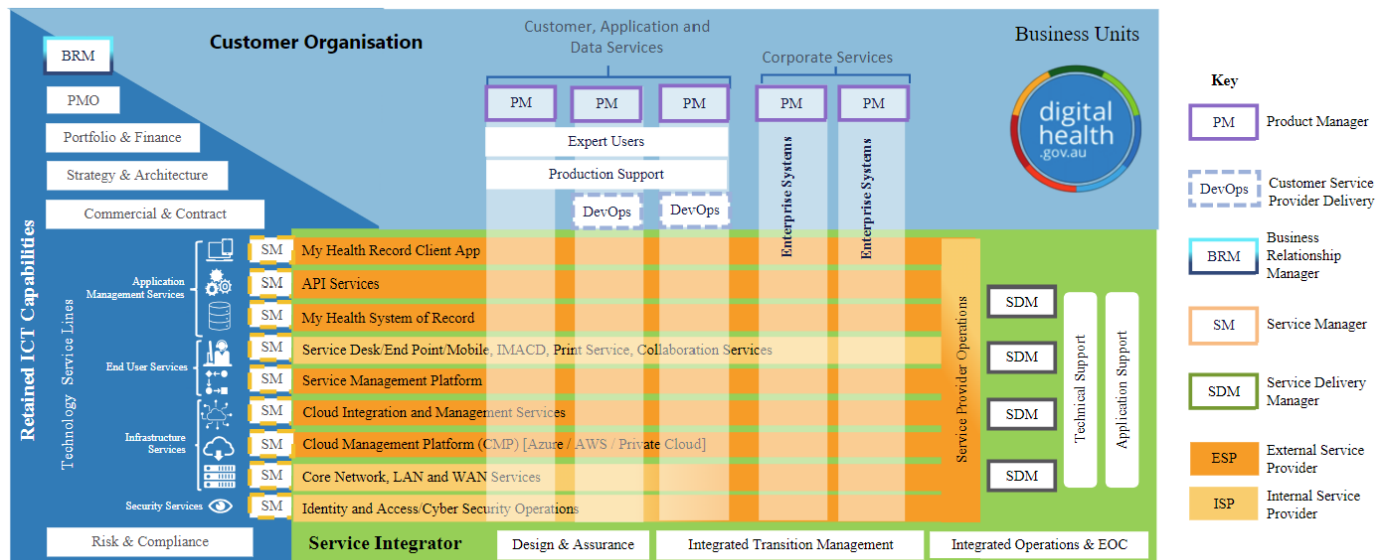 Customer Organisation
Customer, Application and
Data Services
Corporate Services
Business Units
BRM
PMO
Portfolio & Finance
Strategy & Architecture
Commercial & Contract
PM
PM
PM
PM
PM
Expert Users
Production Support
DevOps
DevOps
Enterprise Systems
Enterprise Systems
digital
health
.gov.au
Retained ICT Capabilities
Technology Service Lines
Application
Management Services
End User Services
Infrastructure
Services
Security Services
SM
My Health Record Client App
SM
API Services
SM
My Health System of Record
SM
Service Desk/End Point/Mobile, IMACD, Print Service, Collaboration Services
SM
Service Management Platform
SM
Cloud Integration and Management Services
SM
Cloud Management Platform (CMP) [Azure / AWS / Private Cloud]
SM
Core Network, LAN and WAN Services
SM
Identity and Access/Cyber Security Operations
Service Provider Operations
SDM
SDM
SDM
SDM
Technical Support
Application Support
Risk & Compliance
Service Integrator
Design & Assurance
Integrated Transition Management
Integrated Operations & EOC
Key
PM
Product Manager
DevOps
Customer Service
Provider Delivery
BRM
Business
Relationship
Manager
SM
Service Manager
SDM
Service Delivery
Manager
ESP
External Service
Provider
ISP
Internal Service
Provider